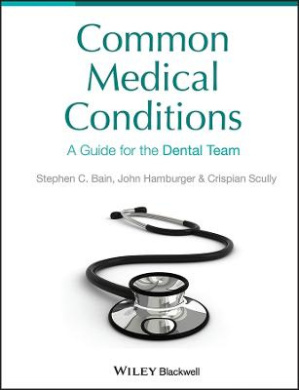 Common
Medical
Conditions
A Guide for the Dental Team
Stephen C. Bain, John Hamburger & Crispian Scully
WILEY Blackwell